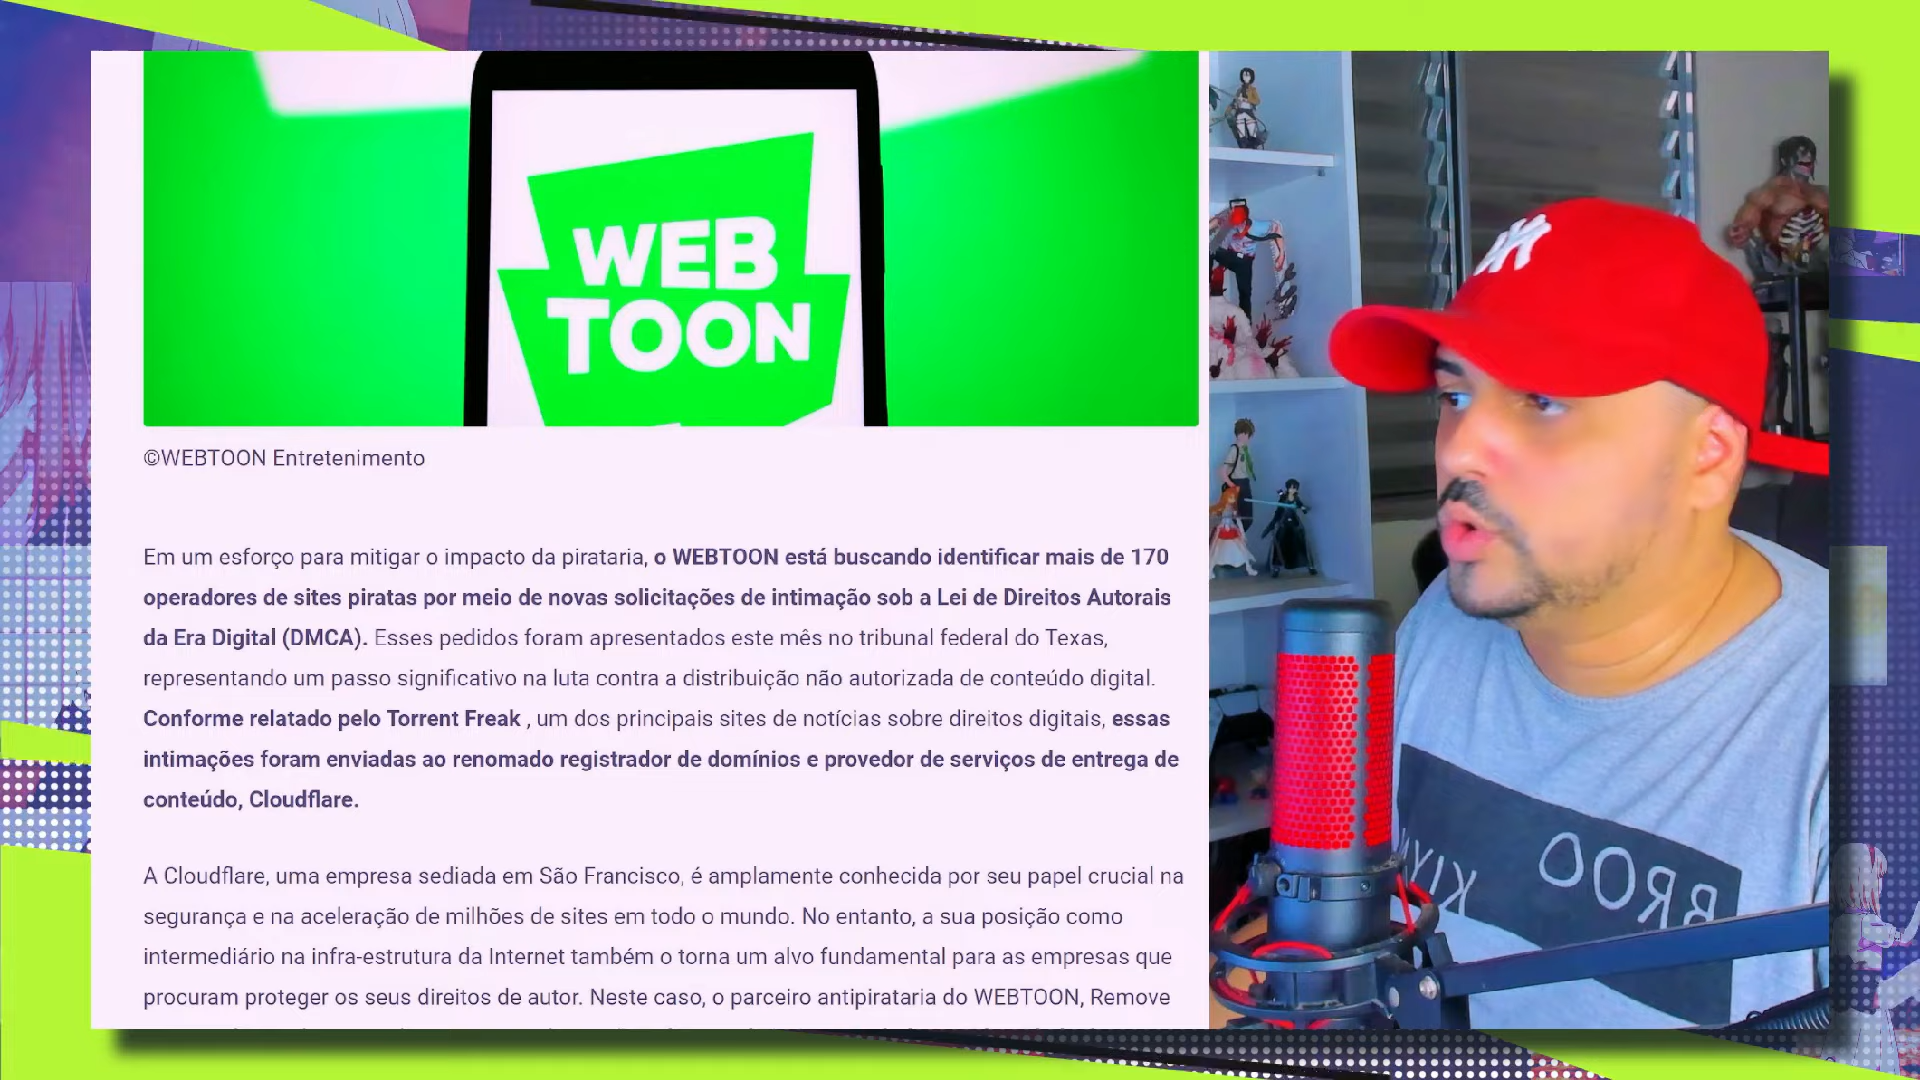 WEB
TOON
©WEBTOON Entretenimento
Em um esforço para mitigar o impacto da pirataria, o WEBTOON está buscando identificar mais de 170
operadores de sites piratas por meio de novas solicitações de intimação sob a Lei de Direitos Autorais
da Era Digital (DMCA). Esses pedidos foram apresentados este mês no tribunal federal do Texas,
representando um passo significativo na luta contra a distribuição não autorizada de conteúdo digital.
Conforme relatado pelo Torrent Freak , um dos principais sites de notícias sobre direitos digitais, essas
intimações foram enviadas ao renomado registrador de domínios e provedor de serviços de entrega de
conteúdo, Cloudflare.
A Cloudflare, uma empresa sediada em São Francisco, é amplamente conhecida por seu papel crucial na
segurança e na aceleração de milhões de sites em todo o mundo. No entanto, a sua posição como
intermediário na infra-estrutura da Internet também o torna um alvo fundamental para as empresas que
procuram proteger os seus direitos de autor. Neste caso, o parceiro antipirataria do WEBTOON, Remove
BROO